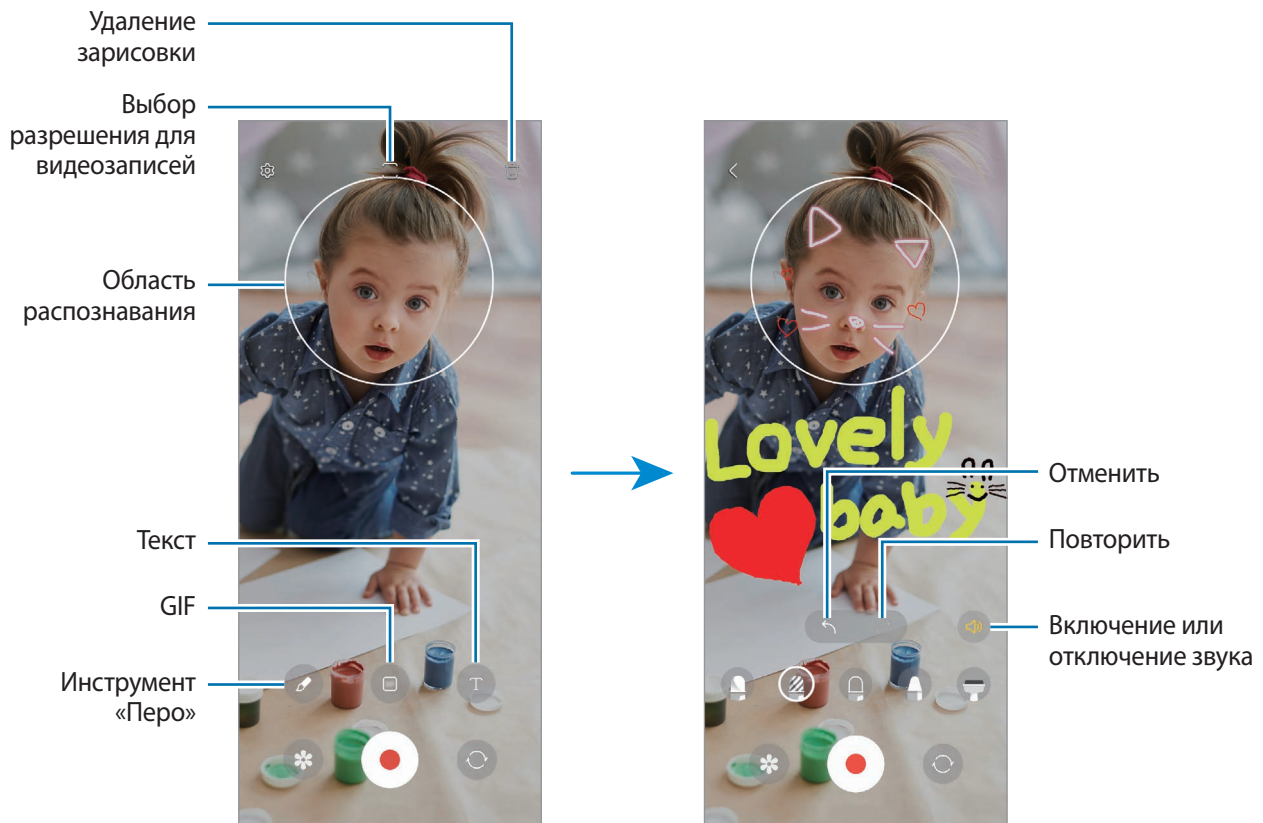 Удаление
зарисовки
Выбор
разрешения для
видеозаписей
Область
распознавания
Текст
GIF
Инструмент
«Перо»
T
Lovely
baby
Отменить
Повторить
Включение или
отключение звука